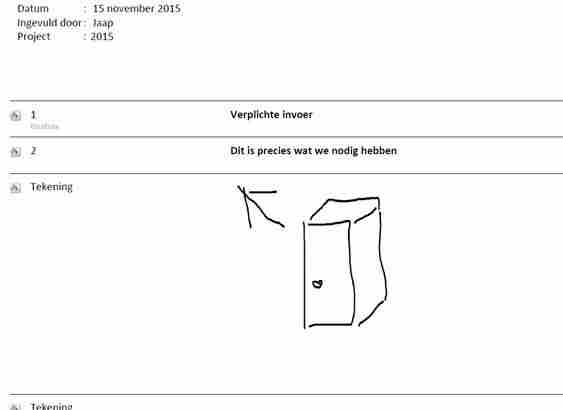 Datum : 15 november 2015
Ingevuld door : Jaap
Project : 2015
1 Verplichte invoer
2 Dit is precies wat we nodig hebben
Tekening
Tekening